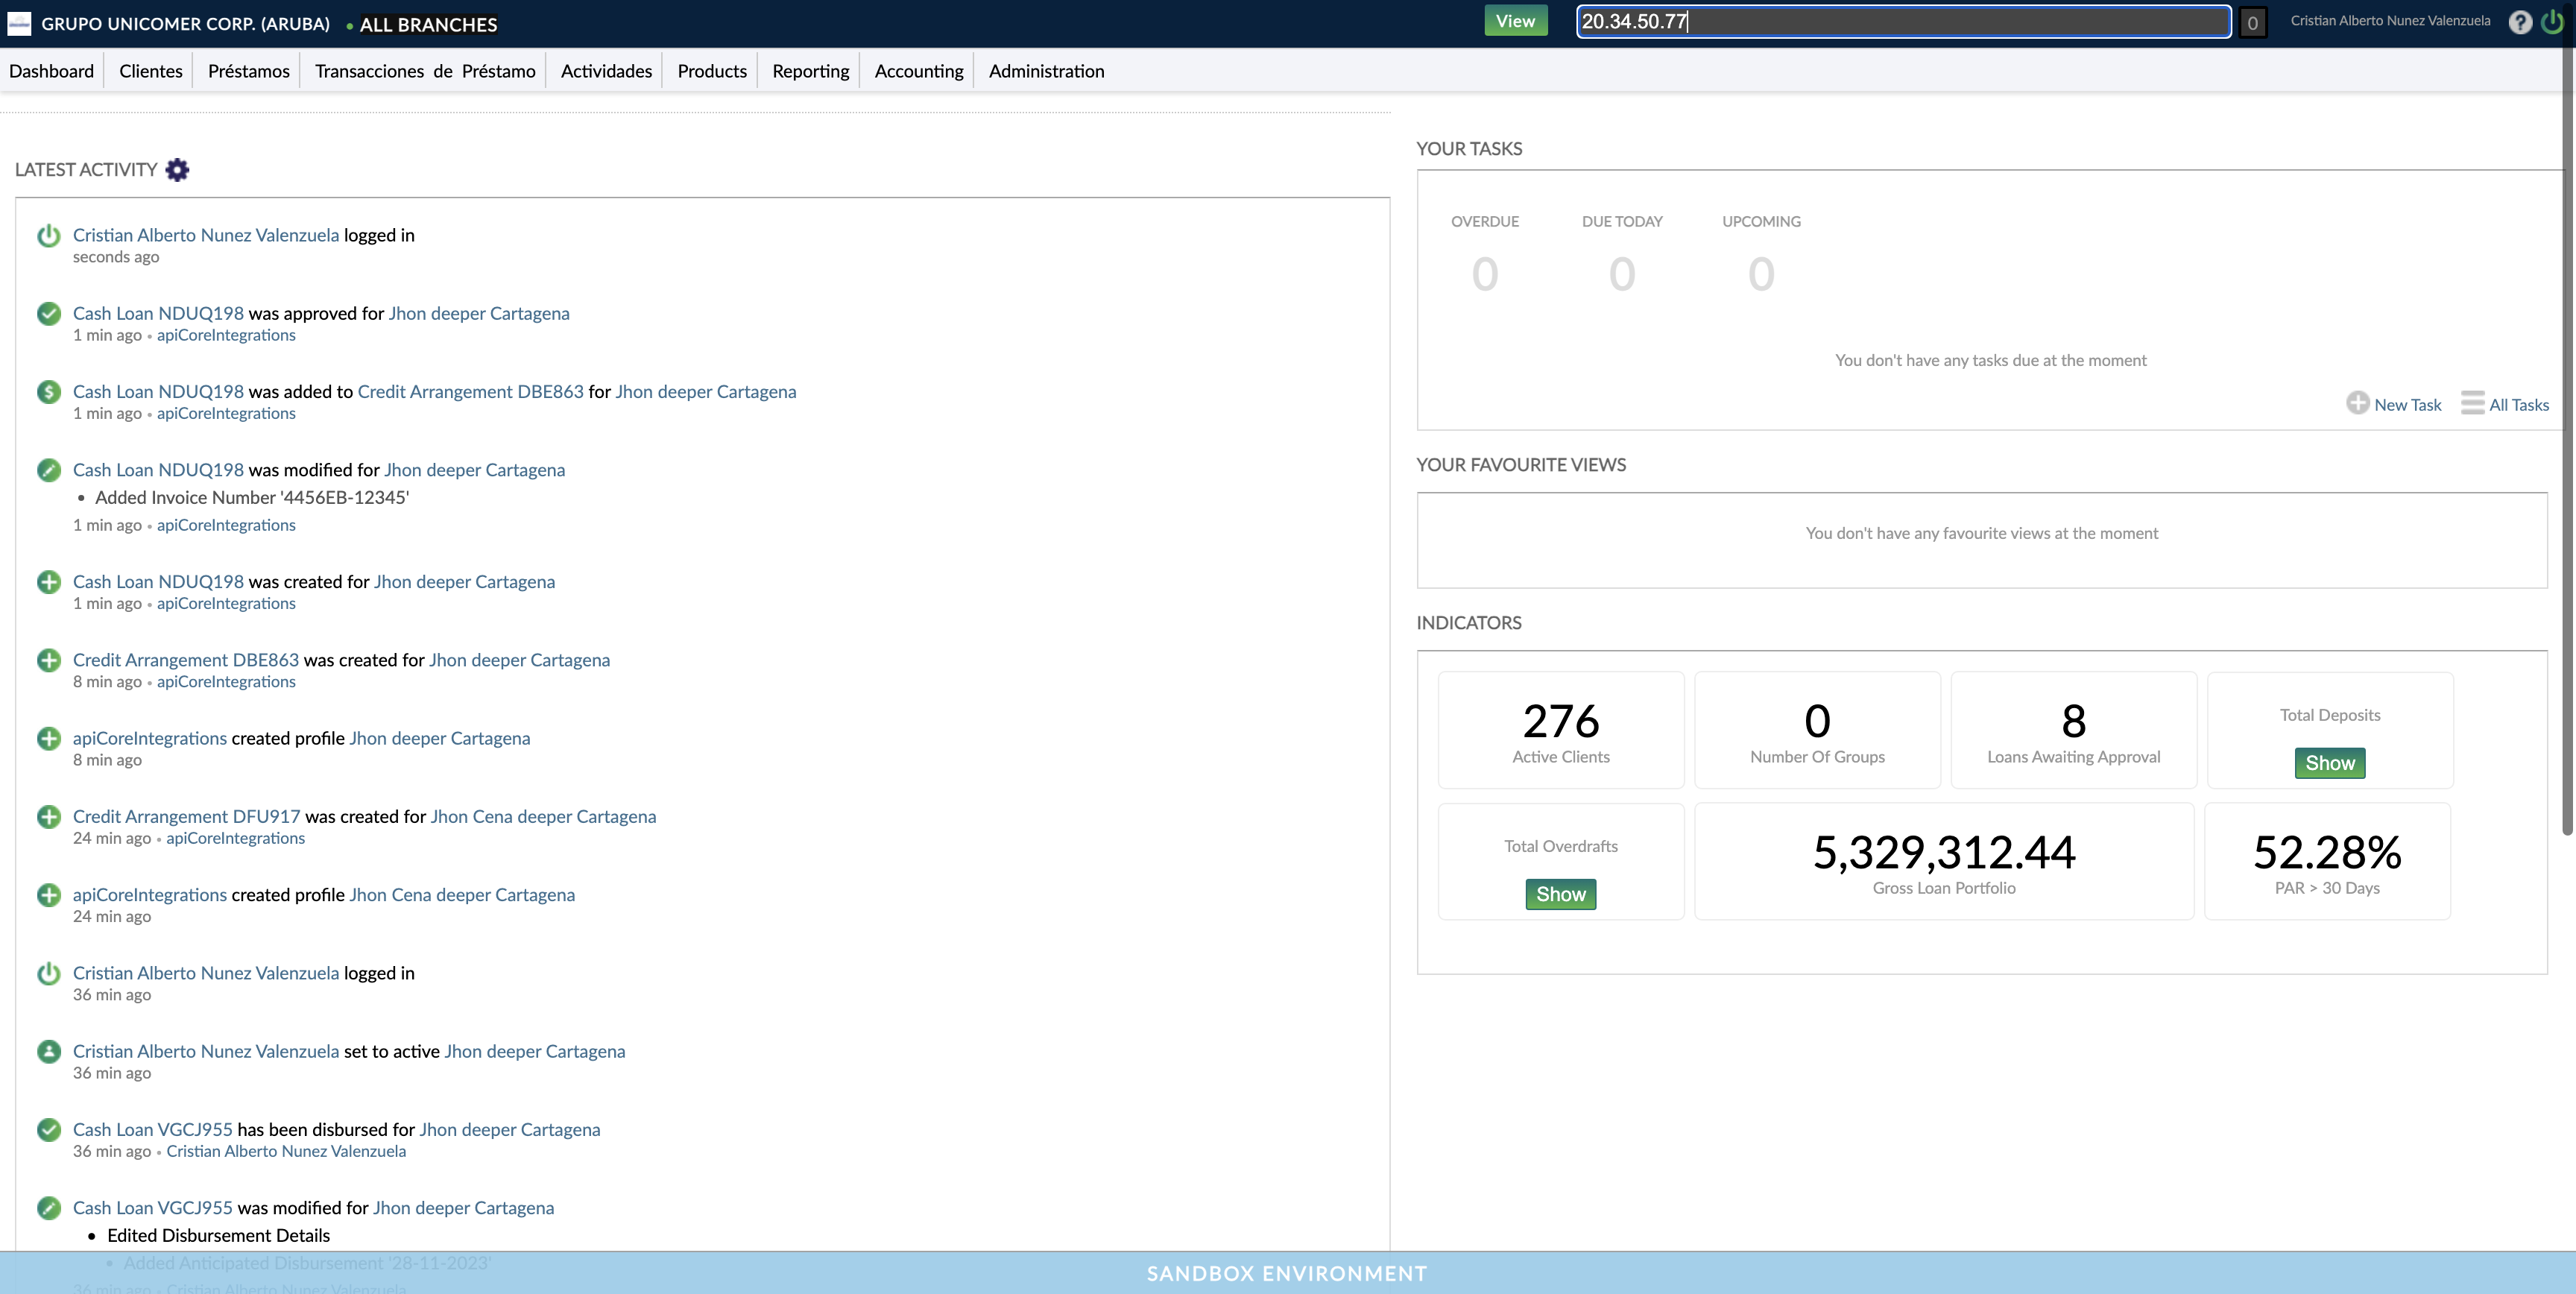 GRUPO UNICOMER CORP. (ARUBA) • ALL BRANCHES
View
20.34.50.77
0
Cristian Alberto Nunez Valenzuela
?
Dashboard
Clientes
Préstamos
Transacciones de Préstamo
Actividades
Products
Reporting
Accounting
Administration
LATEST ACTIVITY
Cristian Alberto Nunez Valenzuela logged in
seconds ago
Cash Loan NDUQ198 was approved for Jhon deeper Cartagena
1 min ago • apiCoreIntegrations
Cash Loan NDUQ198 was added to Credit Arrangement DBE863 for Jhon deeper Cartagena
1 min ago • apiCoreIntegrations
Cash Loan NDUQ198 was modified for Jhon deeper Cartagena
• Added Invoice Number '4456EB-12345'
1 min ago • apiCoreIntegrations
Cash Loan NDUQ198 was created for Jhon deeper Cartagena
1 min ago • apiCoreIntegrations
Credit Arrangement DBE863 was created for Jhon deeper Cartagena
8 min ago • apiCoreIntegrations
apiCoreIntegrations created profile Jhon deeper Cartagena
8 min ago
Credit Arrangement DFU917 was created for Jhon Cena deeper Cartagena
24 min ago • apiCoreIntegrations
apiCoreIntegrations created profile Jhon Cena deeper Cartagena
24 min ago
Cristian Alberto Nunez Valenzuela logged in
36 min ago
Cristian Alberto Nunez Valenzuela set to active Jhon deeper Cartagena
36 min ago
Cash Loan VGCJ955 has been disbursed for Jhon deeper Cartagena
36 min ago • Cristian Alberto Nunez Valenzuela
Cash Loan VGCJ955 was modified for Jhon deeper Cartagena
• Edited Disbursement Details
• Added Anticipated Disbursement '28-11-2023'
36 min ago • Cristian Alberto Nunez Valenzuela
YOUR TASKS
OVERDUE
DUE TODAY
UPCOMING
0
0
0
You don't have any tasks due at the moment
New Task
All Tasks
YOUR FAVOURITE VIEWS
You don't have any favourite views at the moment
INDICATORS
276
Active Clients
0
Number Of Groups
8
Loans Awaiting Approval
Total Deposits
Show
Total Overdrafts
Show
5,329,312.44
Gross Loan Portfolio
52.28%
PAR > 30 Days
SANDBOX ENVIRONMENT